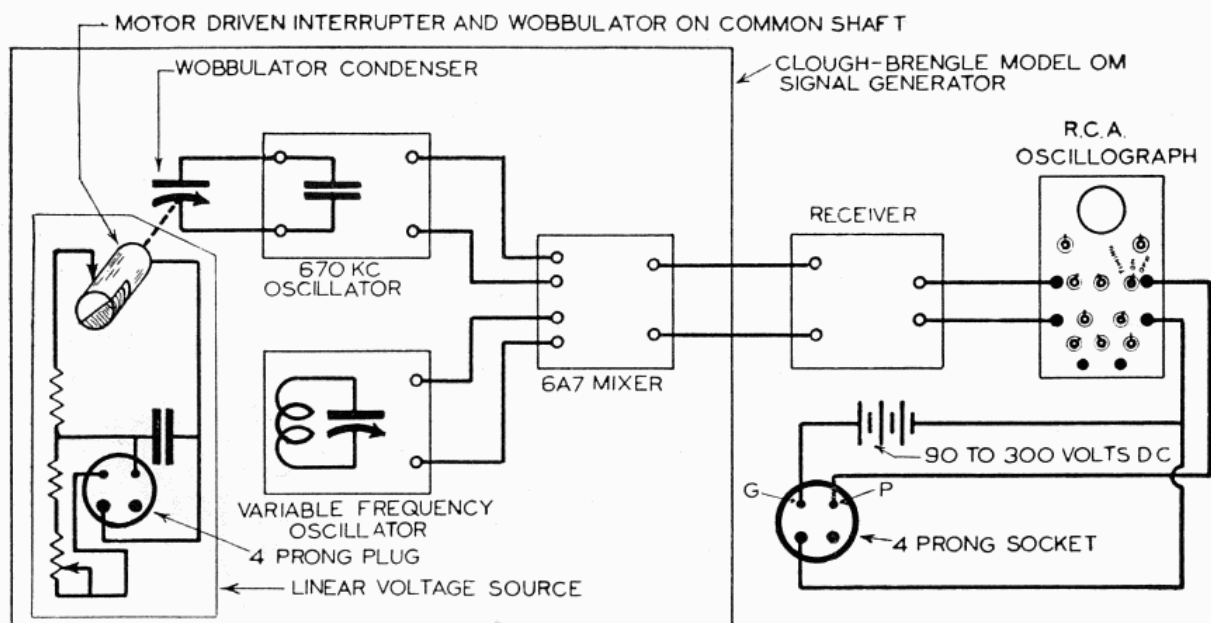 MOTOR DRIVEN INTERRUPTER AND WOBBULATOR ON COMMON SHAFT
WOBBULATOR CONDENSER
CLOUGH-BRENGLE MODEL OM
SIGNAL GENERATOR
R.C.A.
OSCILLOGRAPH
RECEIVER
670 KC
OSCILLATOR
6A7 MIXER
VARIABLE FREQUENCY
OSCILLATOR
4 PRONG PLUG
LINEAR VOLTAGE SOURCE
90 TO 300 VOLTS DC
G
P
4 PRONG SOCKET